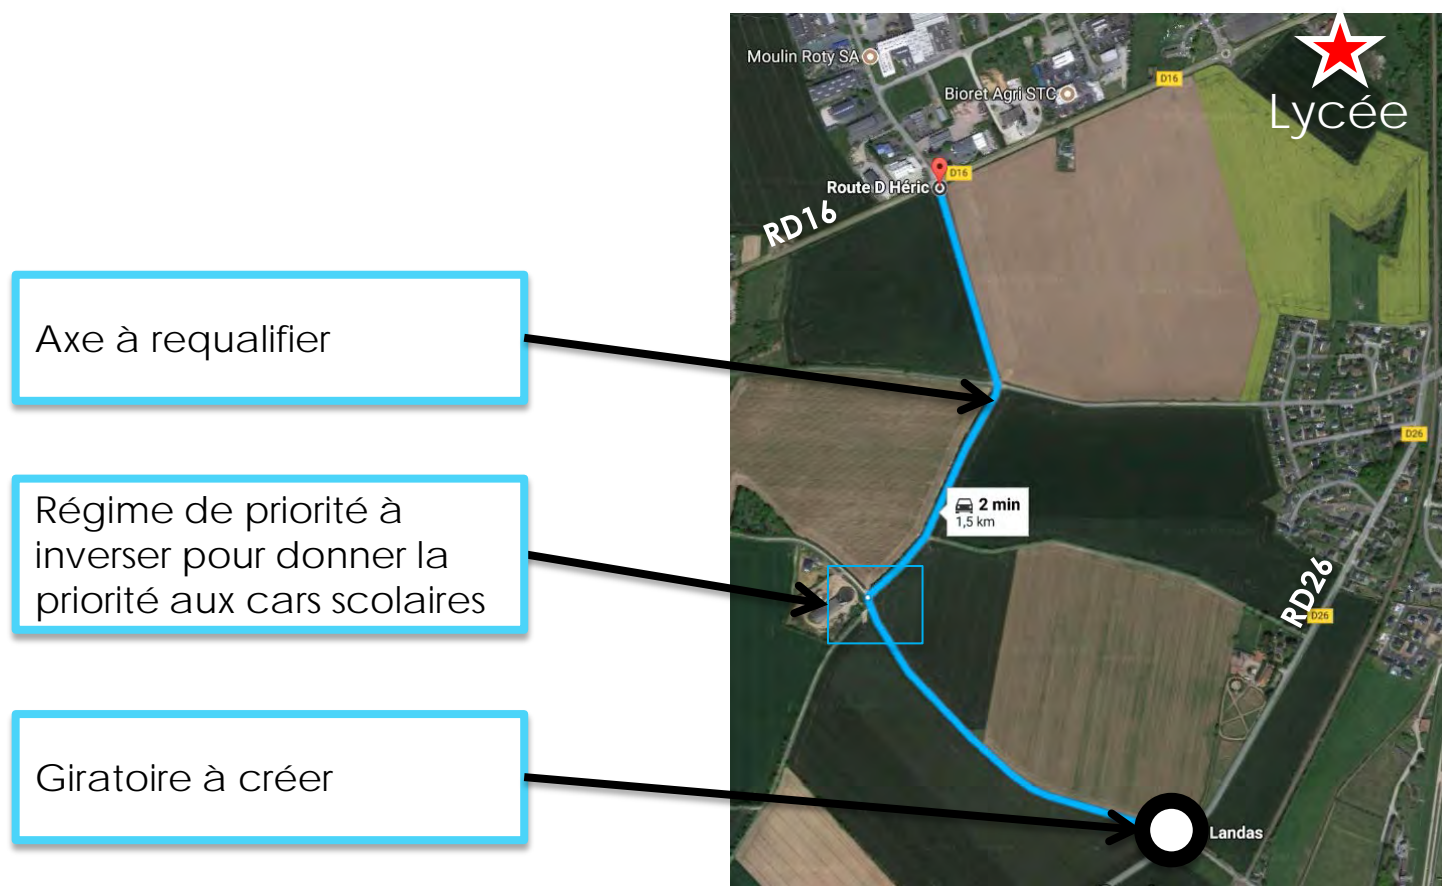 Moulin Roty SA
Bioret Agri STC
D16
Lycée
Route D Héric
D16
RD16
Axe à requalifier
D26
Régime de priorité à
inverser pour donner la
priorité aux cars scolaires
2 min
1,5 km
RD26
D26
Giratoire à créer
Landas